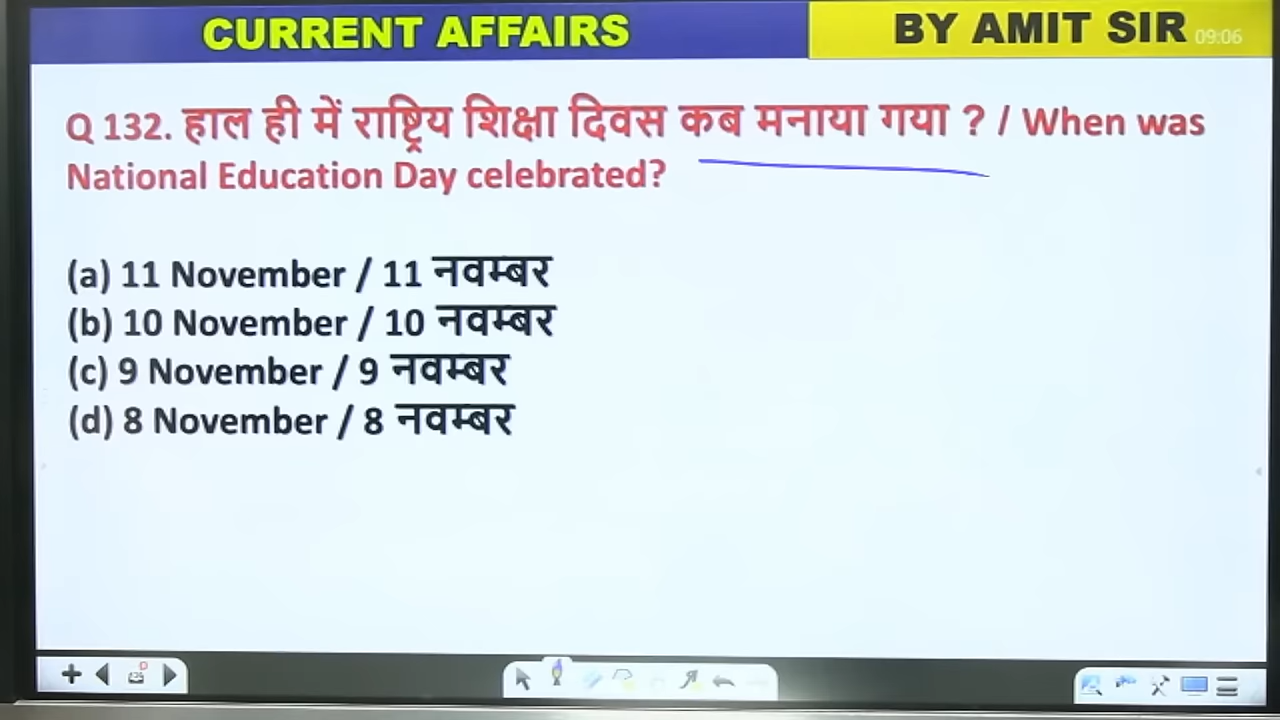 CURRENT AFFAIRS
BY AMIT SIR
09:06
Q 132. हाल ही में राष्ट्रिय शिक्षा दिवस कब मनाया गया ? / When was
National Education Day celebrated?
(a) 11 November / 11 नवम्बर
(b) 10 November / 10 नवम्बर
(c) 9 November / 9 नवम्बर
(d) 8 November / 8 नवम्बर